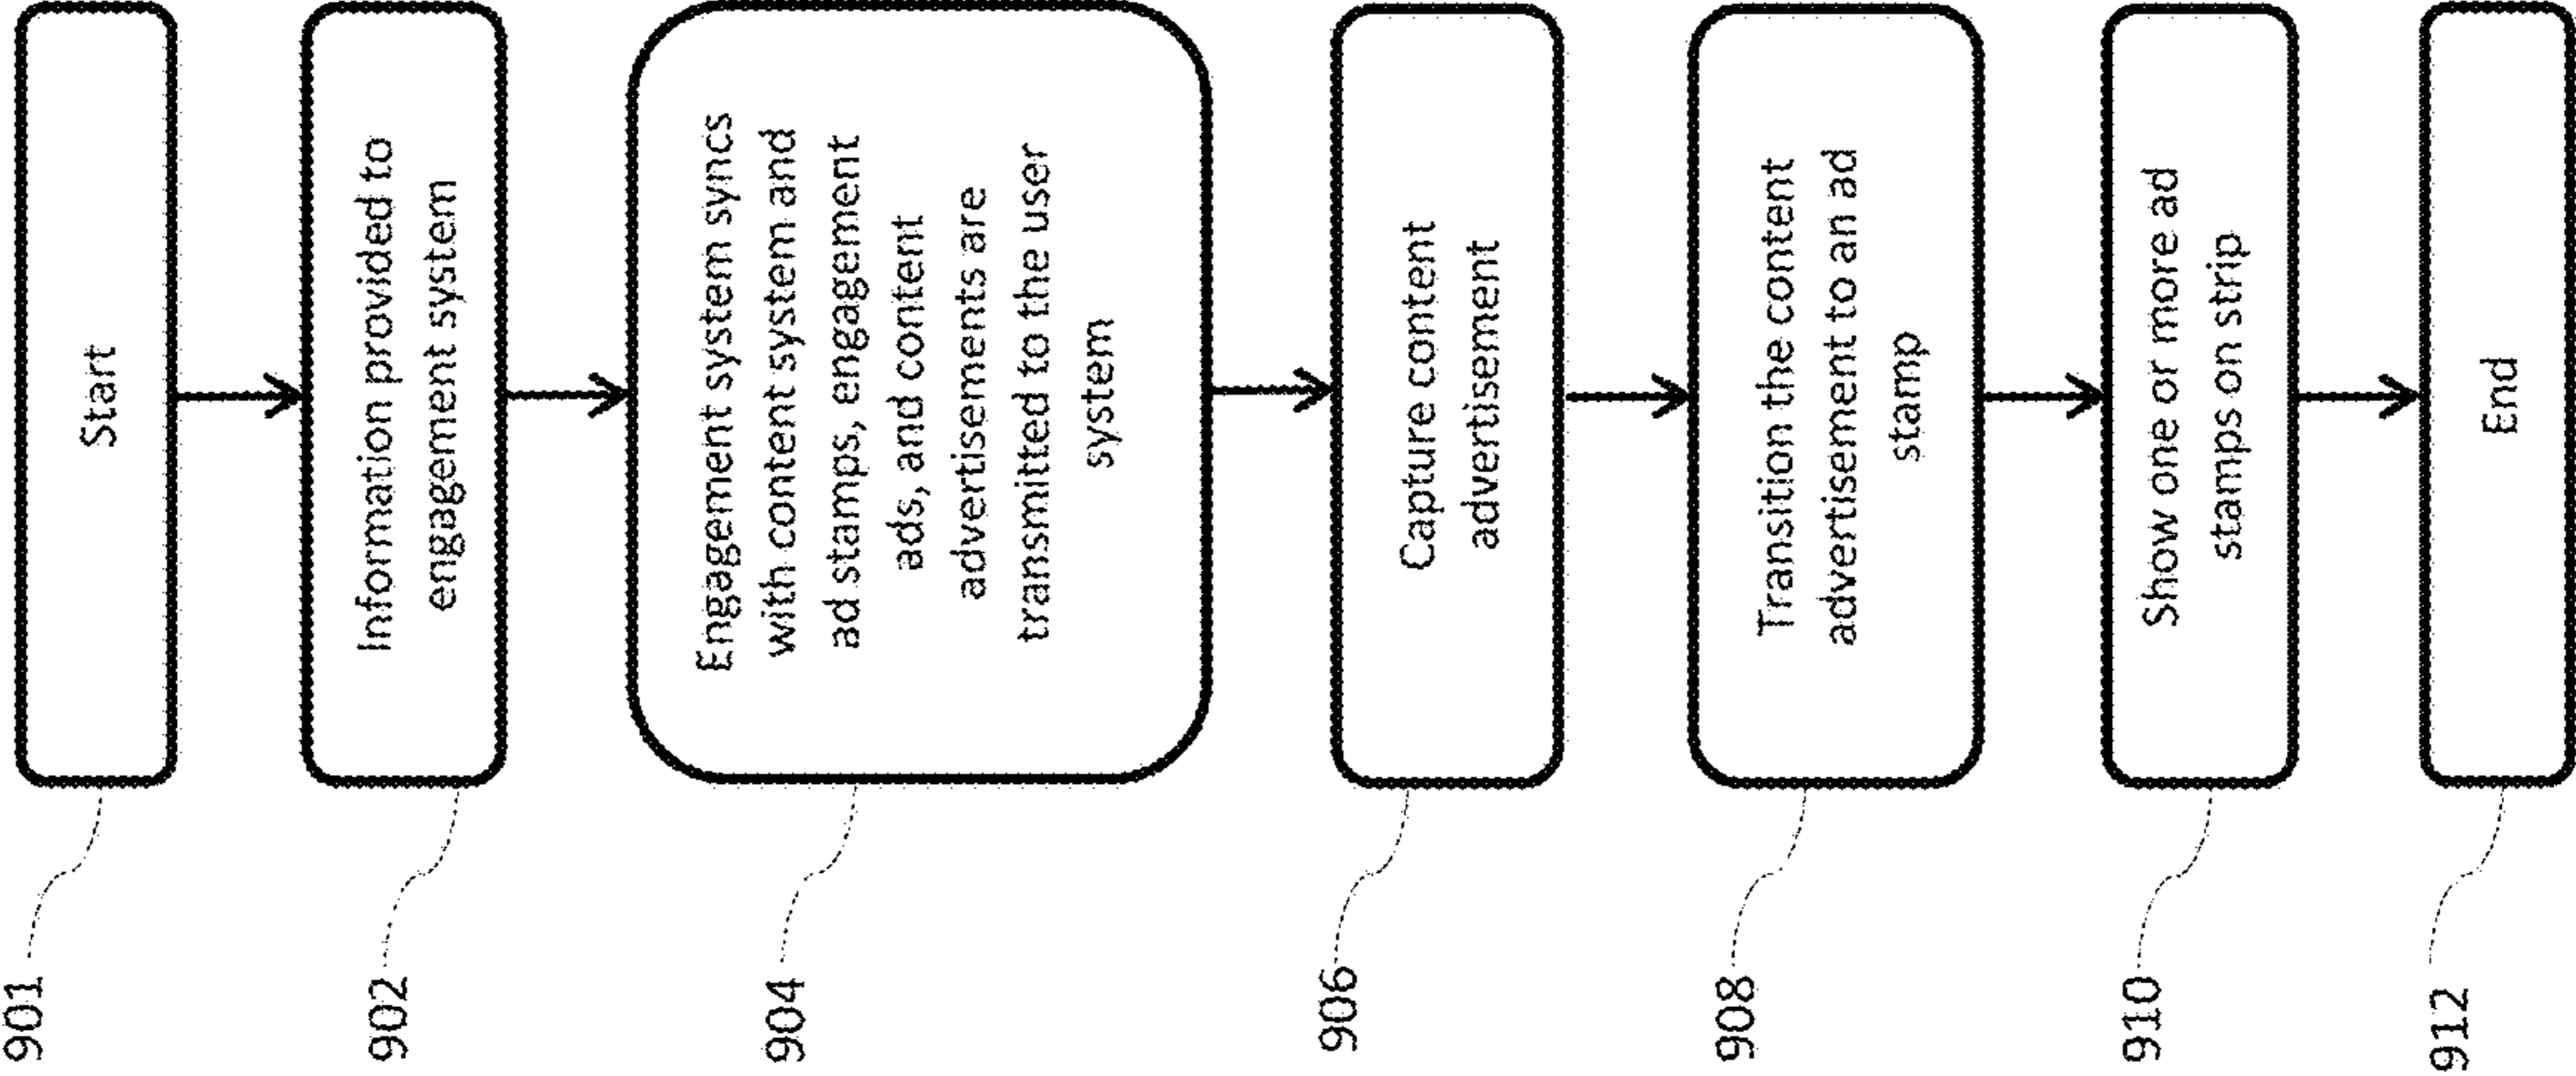 901
Start
902
Information provided to
engagement system
904
Engagement system syncs
with content system and
ad stamps, engagement
ads, and content
advertisements are
transmitted to the user
system
906
Capture content
advertisement
908
Transition the content
advertisement to an ad
stamp
910
Show one or more ad
stamps on strip
912
End